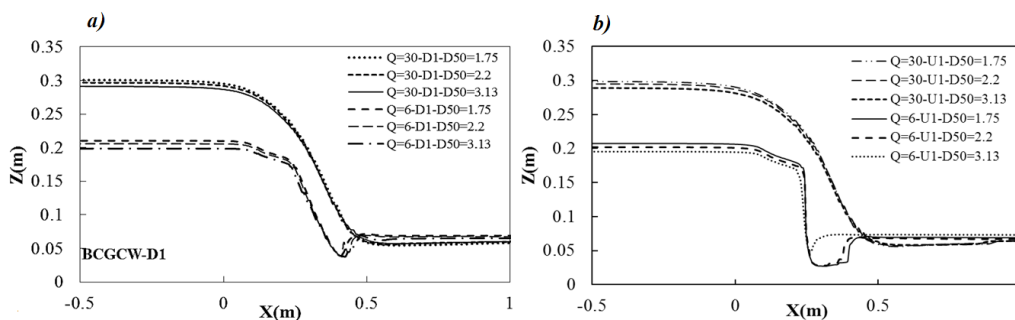 a)
0.35
0.3
0.25
0.2
0.15
0.1
0.05
0
Z(m)
Q=30-D1-D50=1.75
Q=30-D1-D50=2.2
Q=30-D1-D50=3.13
Q=6-D1-D50=1.75
Q=6-D1-D50=2.2
Q=6-D1-D50=3.13
BCGCW-D1
-0.5 0 0.5 1
X(m)
b)
0.35
0.3
0.25
0.2
0.15
0.1
0.05
0
Z(m)
Q=30-U1-D50=1.75
Q=30-U1-D50=2.2
Q=30-U1-D50=3.13
Q=6-U1-D50=1.75
Q=6-U1-D50=2.2
Q=6-U1-D50=3.13
-0.5 0 0.5
X(m)